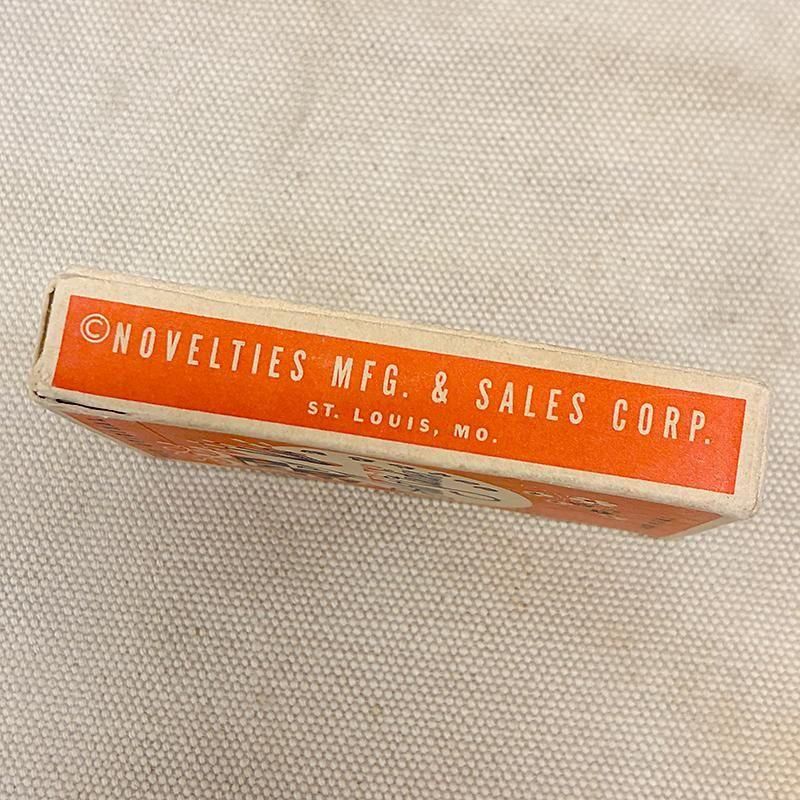 ©NOVELTIES MFG. & SALES CORP.
ST. LOUIS, MO.